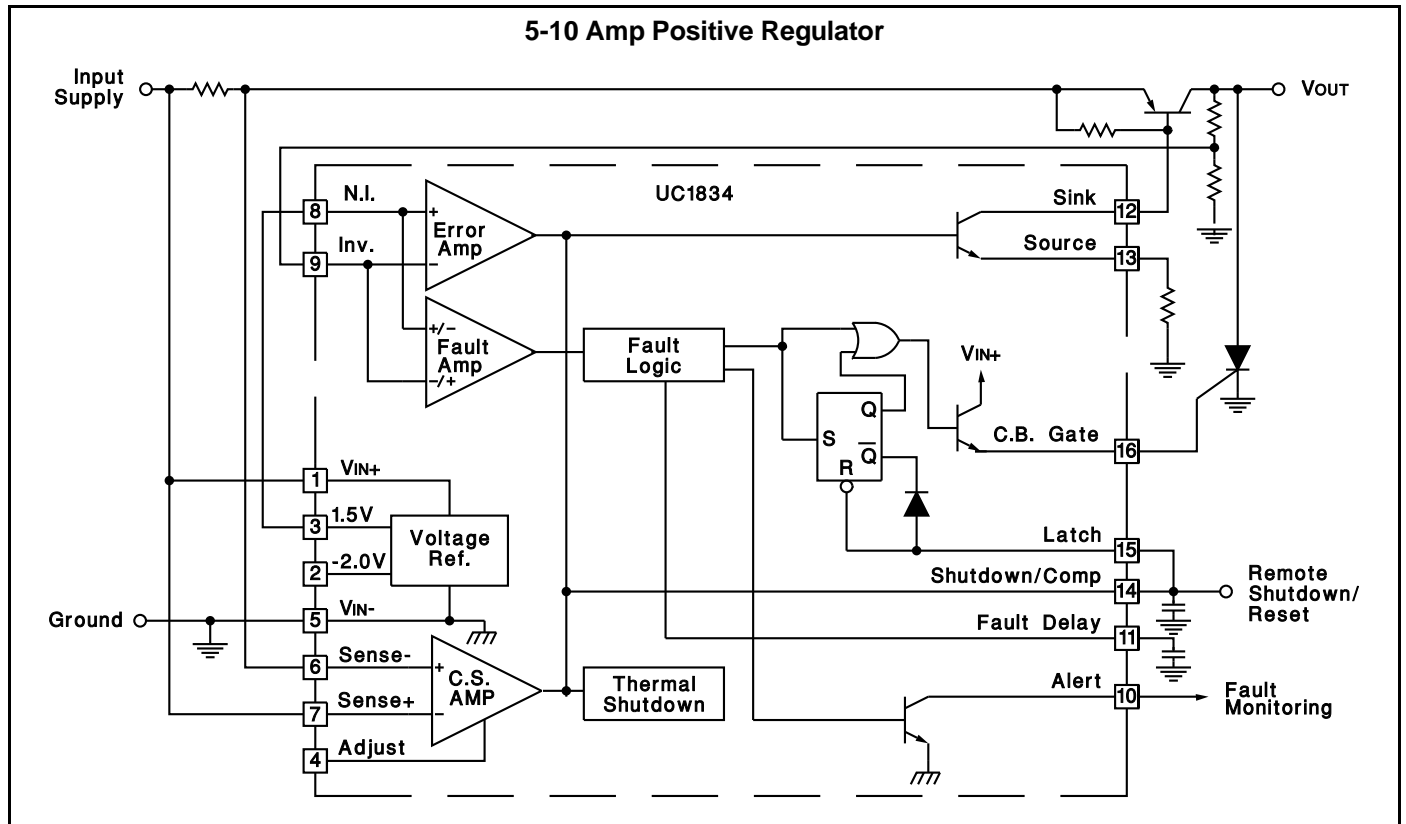 5-10 Amp Positive Regulator
Input
Supply
VOUT
UC1834
8
N.I.
+
Error
Amp
Sink
12
9
Inv.
−
Source
13
+/−
Fault
Amp
−/+
Fault
Logic
VIN+
Q
S
Q
R
C.B. Gate
16
1
VIN+
3
1.5V
Voltage
Ref.
2
-2.0V
Latch
15
Shutdown/Comp
14
Remote
Shutdown/
Reset
Ground
5
VIN-
Fault Delay
11
6
Sense-
+
C.S.
AMP
7
Sense+
−
Thermal
Shutdown
Alert
10
Fault
Monitoring
4
Adjust